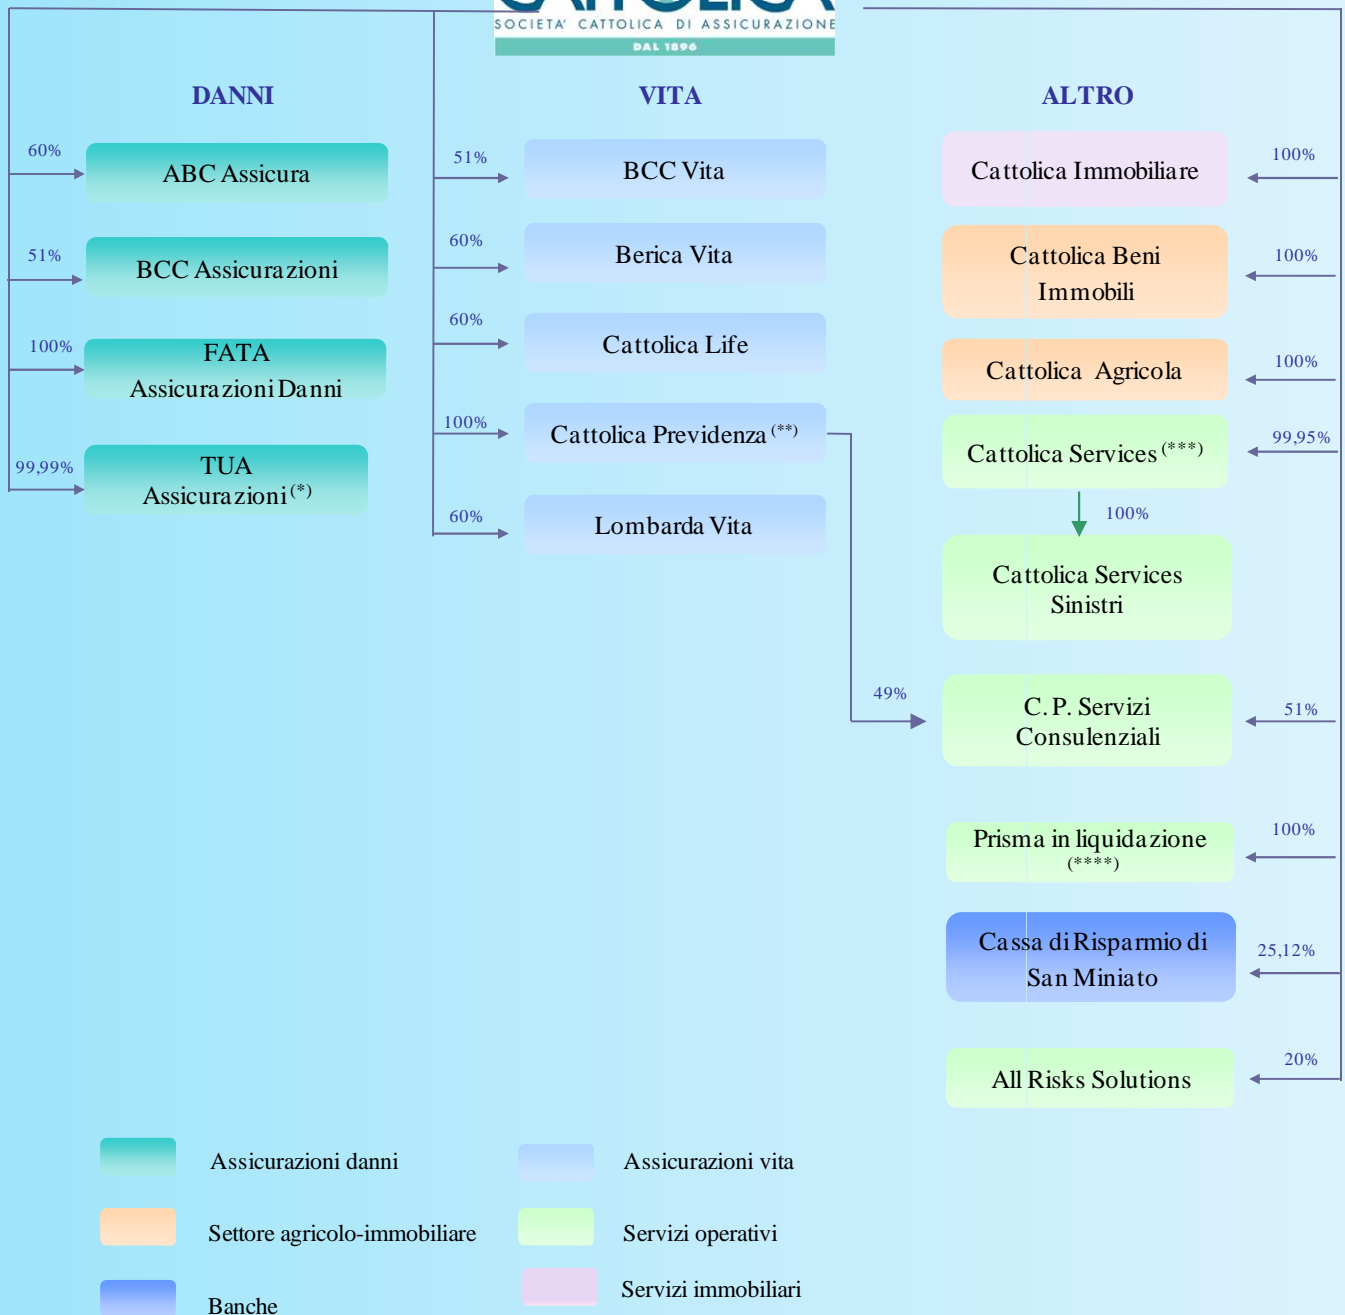 CATTOLICA
SOCIETA' CATTOLICA DI ASSICURAZIONE
DAL 1896
DANNI
VITA
ALTRO
60%
ABC Assicura
51%
BCC Assicurazioni
100%
FATA
Assicurazioni Danni
99,99%
TUA
Assicurazioni (*)
51%
BCC Vita
60%
Berica Vita
60%
Cattolica Life
100%
Cattolica Previdenza (**)
60%
Lombarda Vita
Cattolica Immobiliare
100%
Cattolica Beni
Immobili
100%
Cattolica Agricola
100%
Cattolica Services (***)
99,95%
100%
Cattolica Services
Sinistri
49%
C. P. Servizi
Consulenziali
51%
Prisma in liquidazione
(****)
100%
Cassa di Risparmio di
San Miniato
25,12%
All Risks Solutions
20%
Assicurazioni danni
Assicurazioni vita
Settore agricolo-immobiliare
Servizi operativi
Banche
Servizi immobiliari